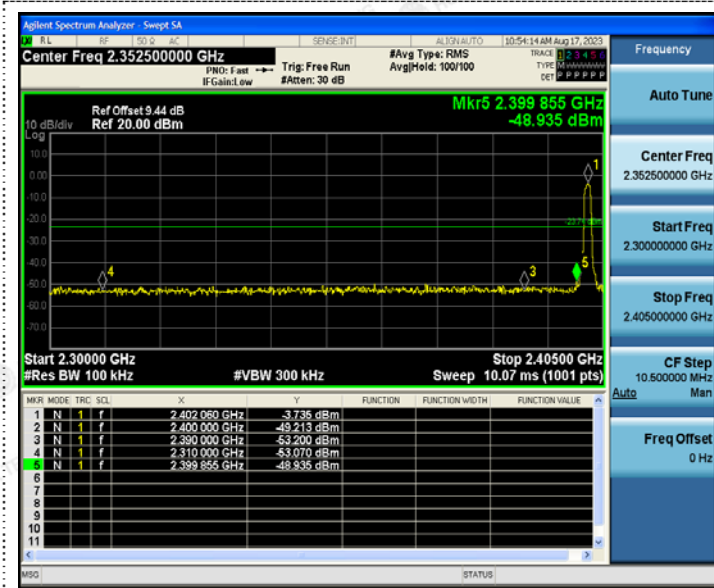 Agilent Spectrum Analyzer - Swept SA
RL RF 50 Ω AC SENSE:INT ALIGN AUTO 10:54:14 AM Aug 17, 2023
Center Freq 2.352500000 GHz
PNO: Fast
IFGain:Low
Trig: Free Run
#Atten: 30 dB
#Avg Type: RMS
Avg|Hold: 100/100
TRACE 1 2 3 4 5 6
TYPE
DET P P P P P P
Mkr5 2.399 855 GHz
-48.935 dBm
Ref Offset 9.44 dB
10 dB/div Ref 20.00 dBm
Log
10.0
0.00
-10.0
-20.0
-30.0
-40.0
-50.0
-60.0
-70.0
1
4
3
5
Start 2.30000 GHz Stop 2.40500 GHz
#Res BW 100 kHz #VBW 300 kHz Sweep 10.07 ms (1001 pts)
MKR MODE TRC SCL X Y FUNCTION FUNCTION WIDTH FUNCTION VALUE
1 N 1 f 2.402 060 GHz -3.735 dBm
2 N 1 f 2.400 000 GHz -49.213 dBm
3 N 1 f 2.390 000 GHz -53.200 dBm
4 N 1 f 2.310 000 GHz -53.070 dBm
5 N 1 f 2.399 855 GHz -48.935 dBm
6
7
8
9
10
11
MSG STATUS
Frequency
Auto Tune
Center Freq
2.352500000 GHz
Start Freq
2.300000000 GHz
Stop Freq
2.405000000 GHz
CF Step
10.500000 MHz
Auto Man
Freq Offset
0 Hz